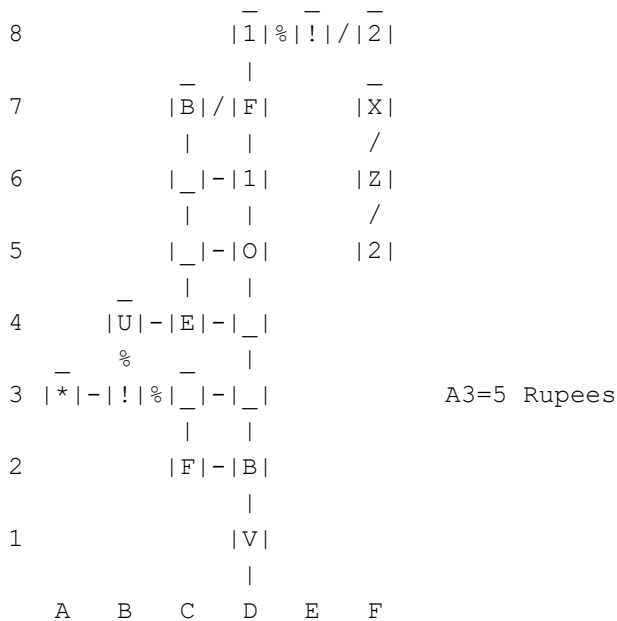 _   _   _
8                |1|%|!|/|2|
                  |
              _           _
7            |B|/|F|     |X|
              |   |       /
6            |_|-|1|     |Z|
              |   |       /
5            |_|-|O|     |2|
          _   |   |
4        |U|-|E|-|_|
      _   %   _   |
3    |*|-|!|%|_|-|_|           A3=5 Rupees
              |   |
2            |F|-|B|
                  |
1                |V|
                  |
      A   B   C   D   E   F